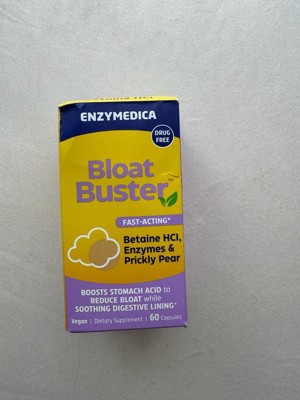 ENZYMEDICA
DRUG
FREE
Bloat
Buster
FAST-ACTING*
Betaine HCl,
Enzymes &
Prickly Pear
BOOSTS STOMACH ACID to
REDUCE BLOAT while
SOOTHING DIGESTIVE LINING*
Vegan | Dietary Supplement | 60 Capsules